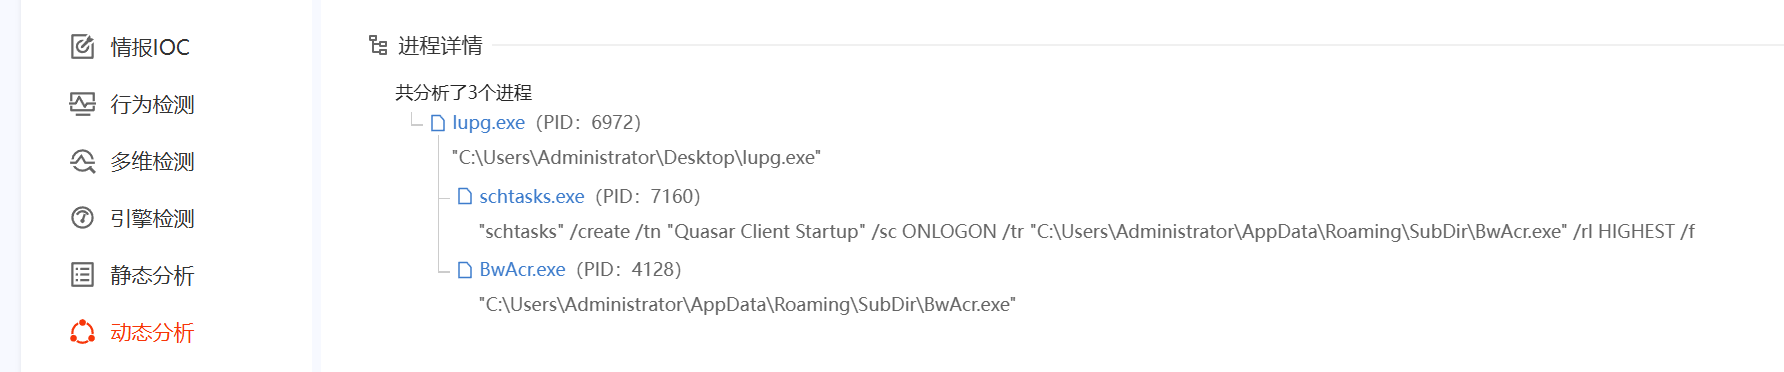 情报IOC
行为检测
多维检测
引擎检测
静态分析
动态分析
进程详情
共分析了3个进程
lupg.exe（PID：6972）
"C:\Users\Administrator\Desktop\lupg.exe"
schtasks.exe（PID：7160）
"schtasks" /create /tn "Quasar Client Startup" /sc ONLOGON /tr "C:\Users\Administrator\AppData\Roaming\SubDir\BwAcr.exe" /rl HIGHEST /f
BwAcr.exe（PID：4128）
"C:\Users\Administrator\AppData\Roaming\SubDir\BwAcr.exe"